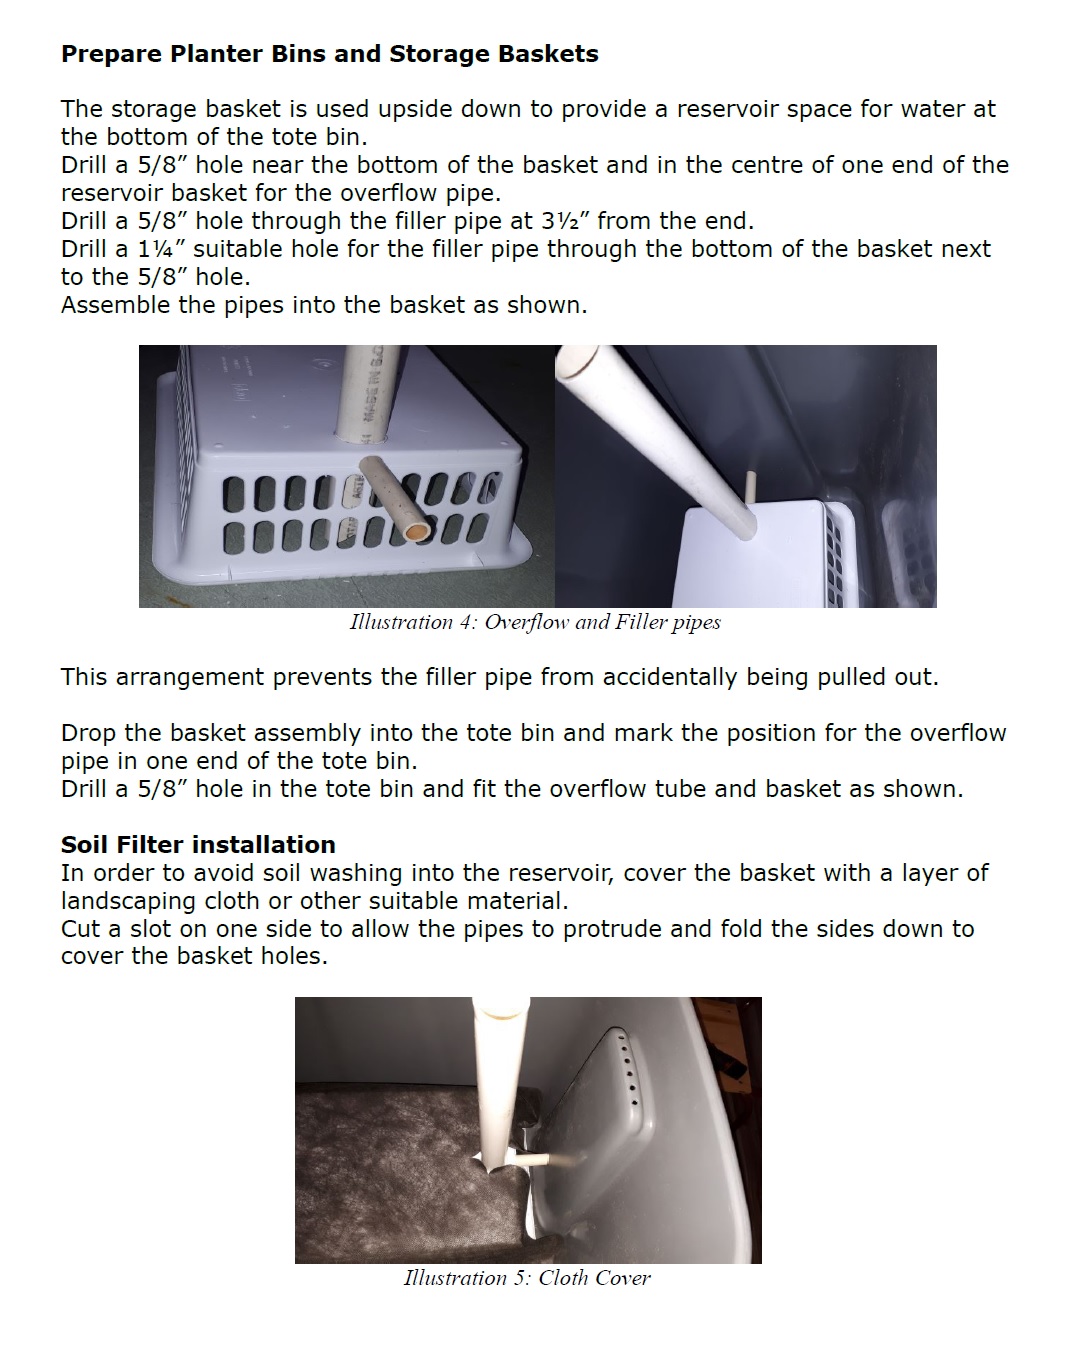 Prepare Planter Bins and Storage Baskets
The storage basket is used upside down to provide a reservoir space for water at
the bottom of the tote bin.
Drill a 5/8” hole near the bottom of the basket and in the centre of one end of the
reservoir basket for the overflow pipe.
Drill a 5/8” hole through the filler pipe at 3½” from the end.
Drill a 1¼” suitable hole for the filler pipe through the bottom of the basket next
to the 5/8” hole.
Assemble the pipes into the basket as shown.
MADE IN B.C
Illustration 4: Overflow and Filler pipes
This arrangement prevents the filler pipe from accidentally being pulled out.
Drop the basket assembly into the tote bin and mark the position for the overflow
pipe in one end of the tote bin.
Drill a 5/8” hole in the tote bin and fit the overflow tube and basket as shown.
Soil Filter installation
In order to avoid soil washing into the reservoir, cover the basket with a layer of
landscaping cloth or other suitable material.
Cut a slot on one side to allow the pipes to protrude and fold the sides down to
cover the basket holes.
Illustration 5: Cloth Cover